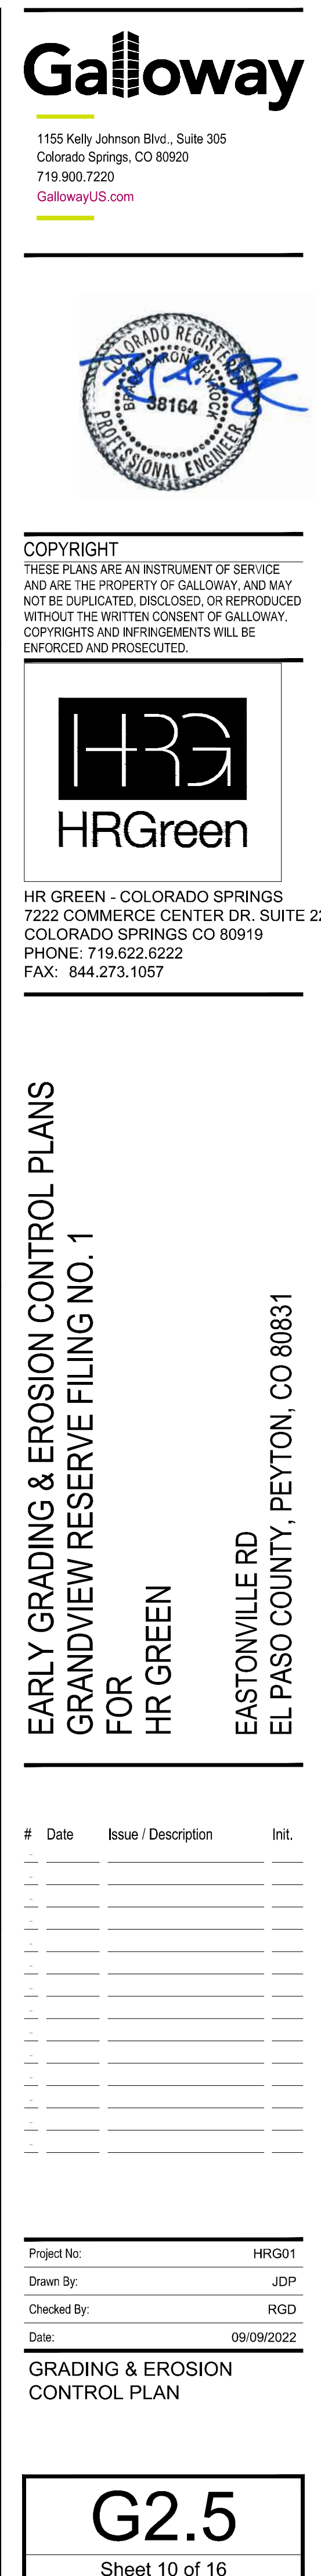 Galloway
1155 Kelly Johnson Blvd., Suite 305
Colorado Springs, CO 80920
719.900.7220
GallowayUS.com
COLORADO REGISTERED
38164
PROFESSIONAL ENGINEER
COPYRIGHT
THESE PLANS ARE AN INSTRUMENT OF SERVICE
AND ARE THE PROPERTY OF GALLOWAY, AND MAY
NOT BE DUPLICATED, DISCLOSED, OR REPRODUCED
WITHOUT THE WRITTEN CONSENT OF GALLOWAY.
COPYRIGHTS AND INFRINGEMENTS WILL BE
ENFORCED AND PROSECUTED.
HRG
HRGreen
HR GREEN - COLORADO SPRINGS
7222 COMMERCE CENTER DR. SUITE 22
COLORADO SPRINGS CO 80919
PHONE: 719.622.6222
FAX: 844.273.1057
EARLY GRADING & EROSION CONTROL PLANS
GRANDVIEW RESERVE FILING NO. 1
FOR
HR GREEN
EASTONVILLE RD
EL PASO COUNTY, PEYTON, CO 80831
# Date Issue / Description Init.
-
-
-
-
-
-
-
-
-
-
-
-
-
-
Project No: HRG01
Drawn By: JDP
Checked By: RGD
Date: 09/09/2022
GRADING & EROSION
CONTROL PLAN
G2.5
Sheet 10 of 16